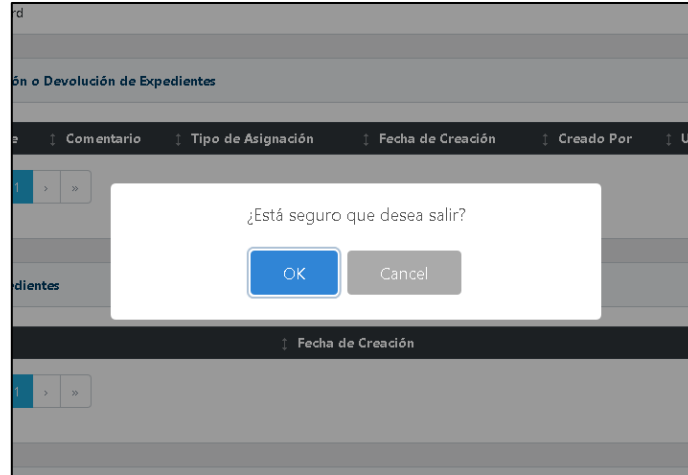 rd
ón o Devolución de Expedientes
e Comentario Tipo de Asignación Fecha de Creación Creado Por U
1 › »
¿Está seguro que desea salir?
OK Cancel
dientes
Fecha de Creación
1 › »